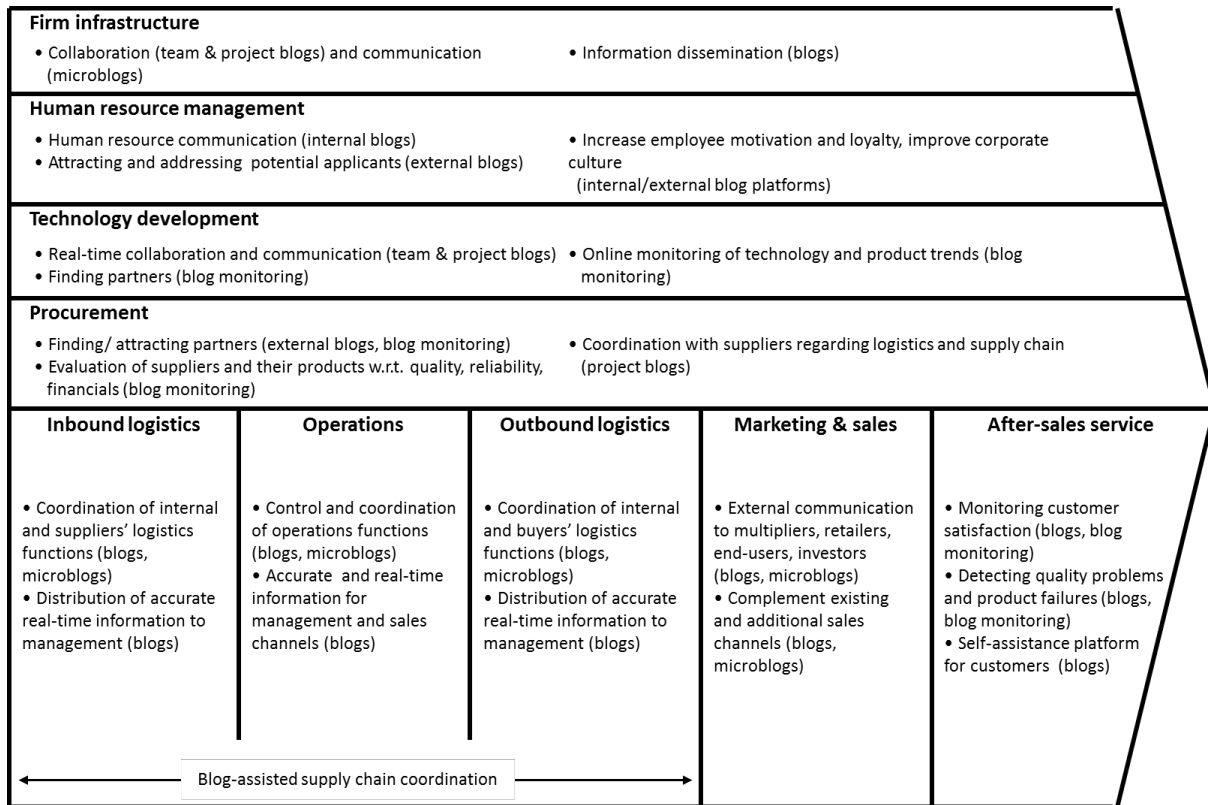 Firm infrastructure
• Collaboration (team & project blogs) and communication
(microblogs)
• Information dissemination (blogs)
Human resource management
• Human resource communication (internal blogs)
• Attracting and addressing potential applicants (external blogs)
• Increase employee motivation and loyalty, improve corporate
culture
(internal/external blog platforms)
Technology development
• Real-time collaboration and communication (team & project blogs)
• Finding partners (blog monitoring)
• Online monitoring of technology and product trends (blog
monitoring)
Procurement
• Finding/ attracting partners (external blogs, blog monitoring)
• Evaluation of suppliers and their products w.r.t. quality, reliability,
financials (blog monitoring)
• Coordination with suppliers regarding logistics and supply chain
(project blogs)
Inbound logistics
• Coordination of internal
and suppliers’ logistics
functions (blogs,
microblogs)
• Distribution of accurate
real-time information to
management (blogs)
Operations
• Control and coordination
of operations functions
(blogs, microblogs)
• Accurate and real-time
information for
management and sales
channels (blogs)
Outbound logistics
• Coordination of internal
and buyers’ logistics
functions (blogs,
microblogs)
• Distribution of accurate
real-time information to
management (blogs)
Marketing & sales
• External communication
to multipliers, retailers,
end-users, investors
(blogs, microblogs)
• Complement existing
and additional sales
channels (blogs,
microblogs)
After-sales service
• Monitoring customer
satisfaction (blogs, blog
monitoring)
• Detecting quality problems
and product failures (blogs,
blog monitoring)
• Self-assistance platform
for customers (blogs)
Blog-assisted supply chain coordination